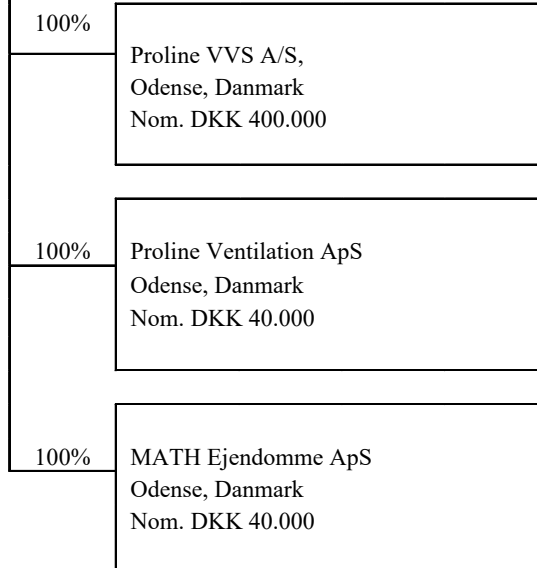 100%
Proline VVS A/S,
Odense, Danmark
Nom. DKK 400.000
100%
Proline Ventilation ApS
Odense, Danmark
Nom. DKK 40.000
100%
MATH Ejendomme ApS
Odense, Danmark
Nom. DKK 40.000